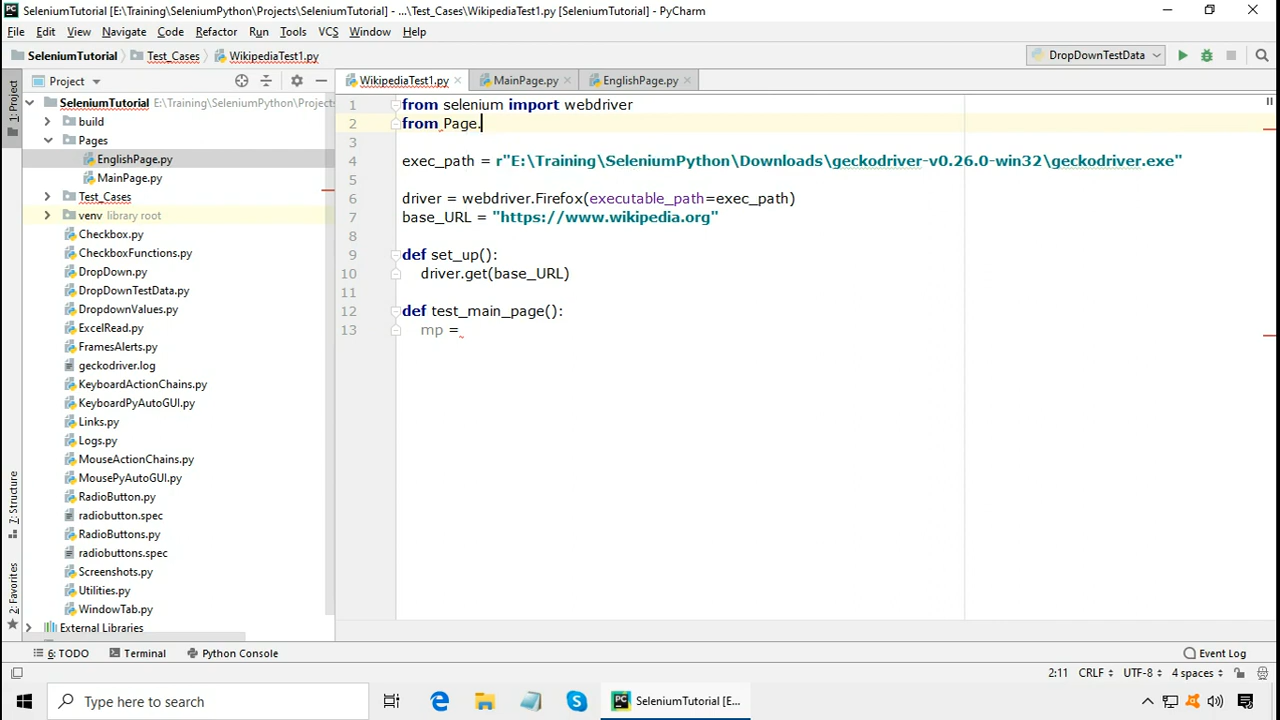 SeleniumTutorial [E:\Training\SeleniumPython\Projects\SeleniumTutorial] - ...\Test_Cases\WikipediaTest1.py [SeleniumTutorial] - PyCharm
File Edit View Navigate Code Refactor Run Tools VCS Window Help
SeleniumTutorial Test_Cases WikipediaTest1.py DropDownTestData
Project WikipediaTest1.py MainPage.py EnglishPage.py
1: Project
7: Structure
2: Favorites
SeleniumTutorial E:\Training\SeleniumPython\Projects
build
Pages
EnglishPage.py
MainPage.py
Test_Cases
venv library root
Checkbox.py
CheckboxFunctions.py
DropDown.py
DropDownTestData.py
DropdownValues.py
ExcelRead.py
FramesAlerts.py
geckodriver.log
KeyboardActionChains.py
KeyboardPyAutoGUI.py
Links.py
Logs.py
MouseActionChains.py
MousePyAutoGUI.py
RadioButton.py
radiobutton.spec
RadioButtons.py
radiobuttons.spec
Screenshots.py
Utilities.py
WindowTab.py
External Libraries
1 from selenium import webdriver
2 from Page.
3
4 exec_path = r"E:\Training\SeleniumPython\Downloads\geckodriver-v0.26.0-win32\geckodriver.exe"
5
6 driver = webdriver.Firefox(executable_path=exec_path)
7 base_URL = "https://www.wikipedia.org"
8
9 def set_up():
10 driver.get(base_URL)
11
12 def test_main_page():
13 mp =
6: TODO Terminal Python Console Event Log
2:11 CRLF UTF-8 4 spaces
Type here to search SeleniumTutorial [E...